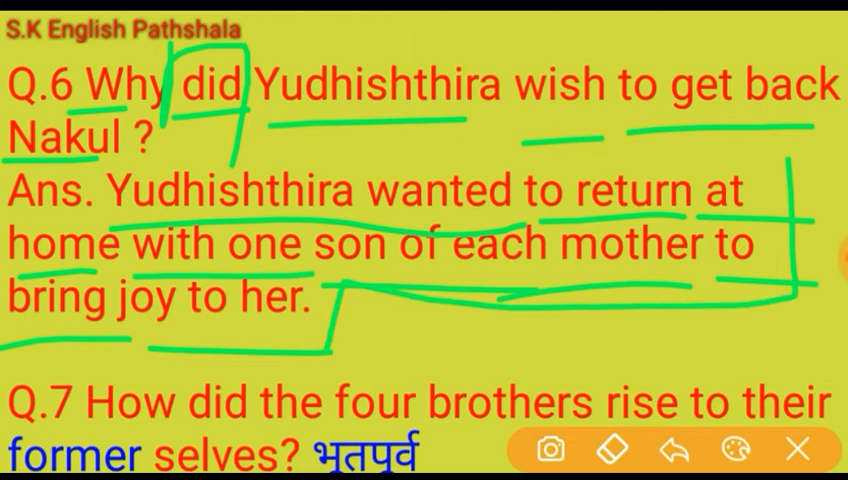 S.K English Pathshala
Q.6 Why did Yudhishthira wish to get back
Nakul ?
Ans. Yudhishthira wanted to return at
home with one son of each mother to
bring joy to her.
Q.7 How did the four brothers rise to their
former selves? भूतपूर्व